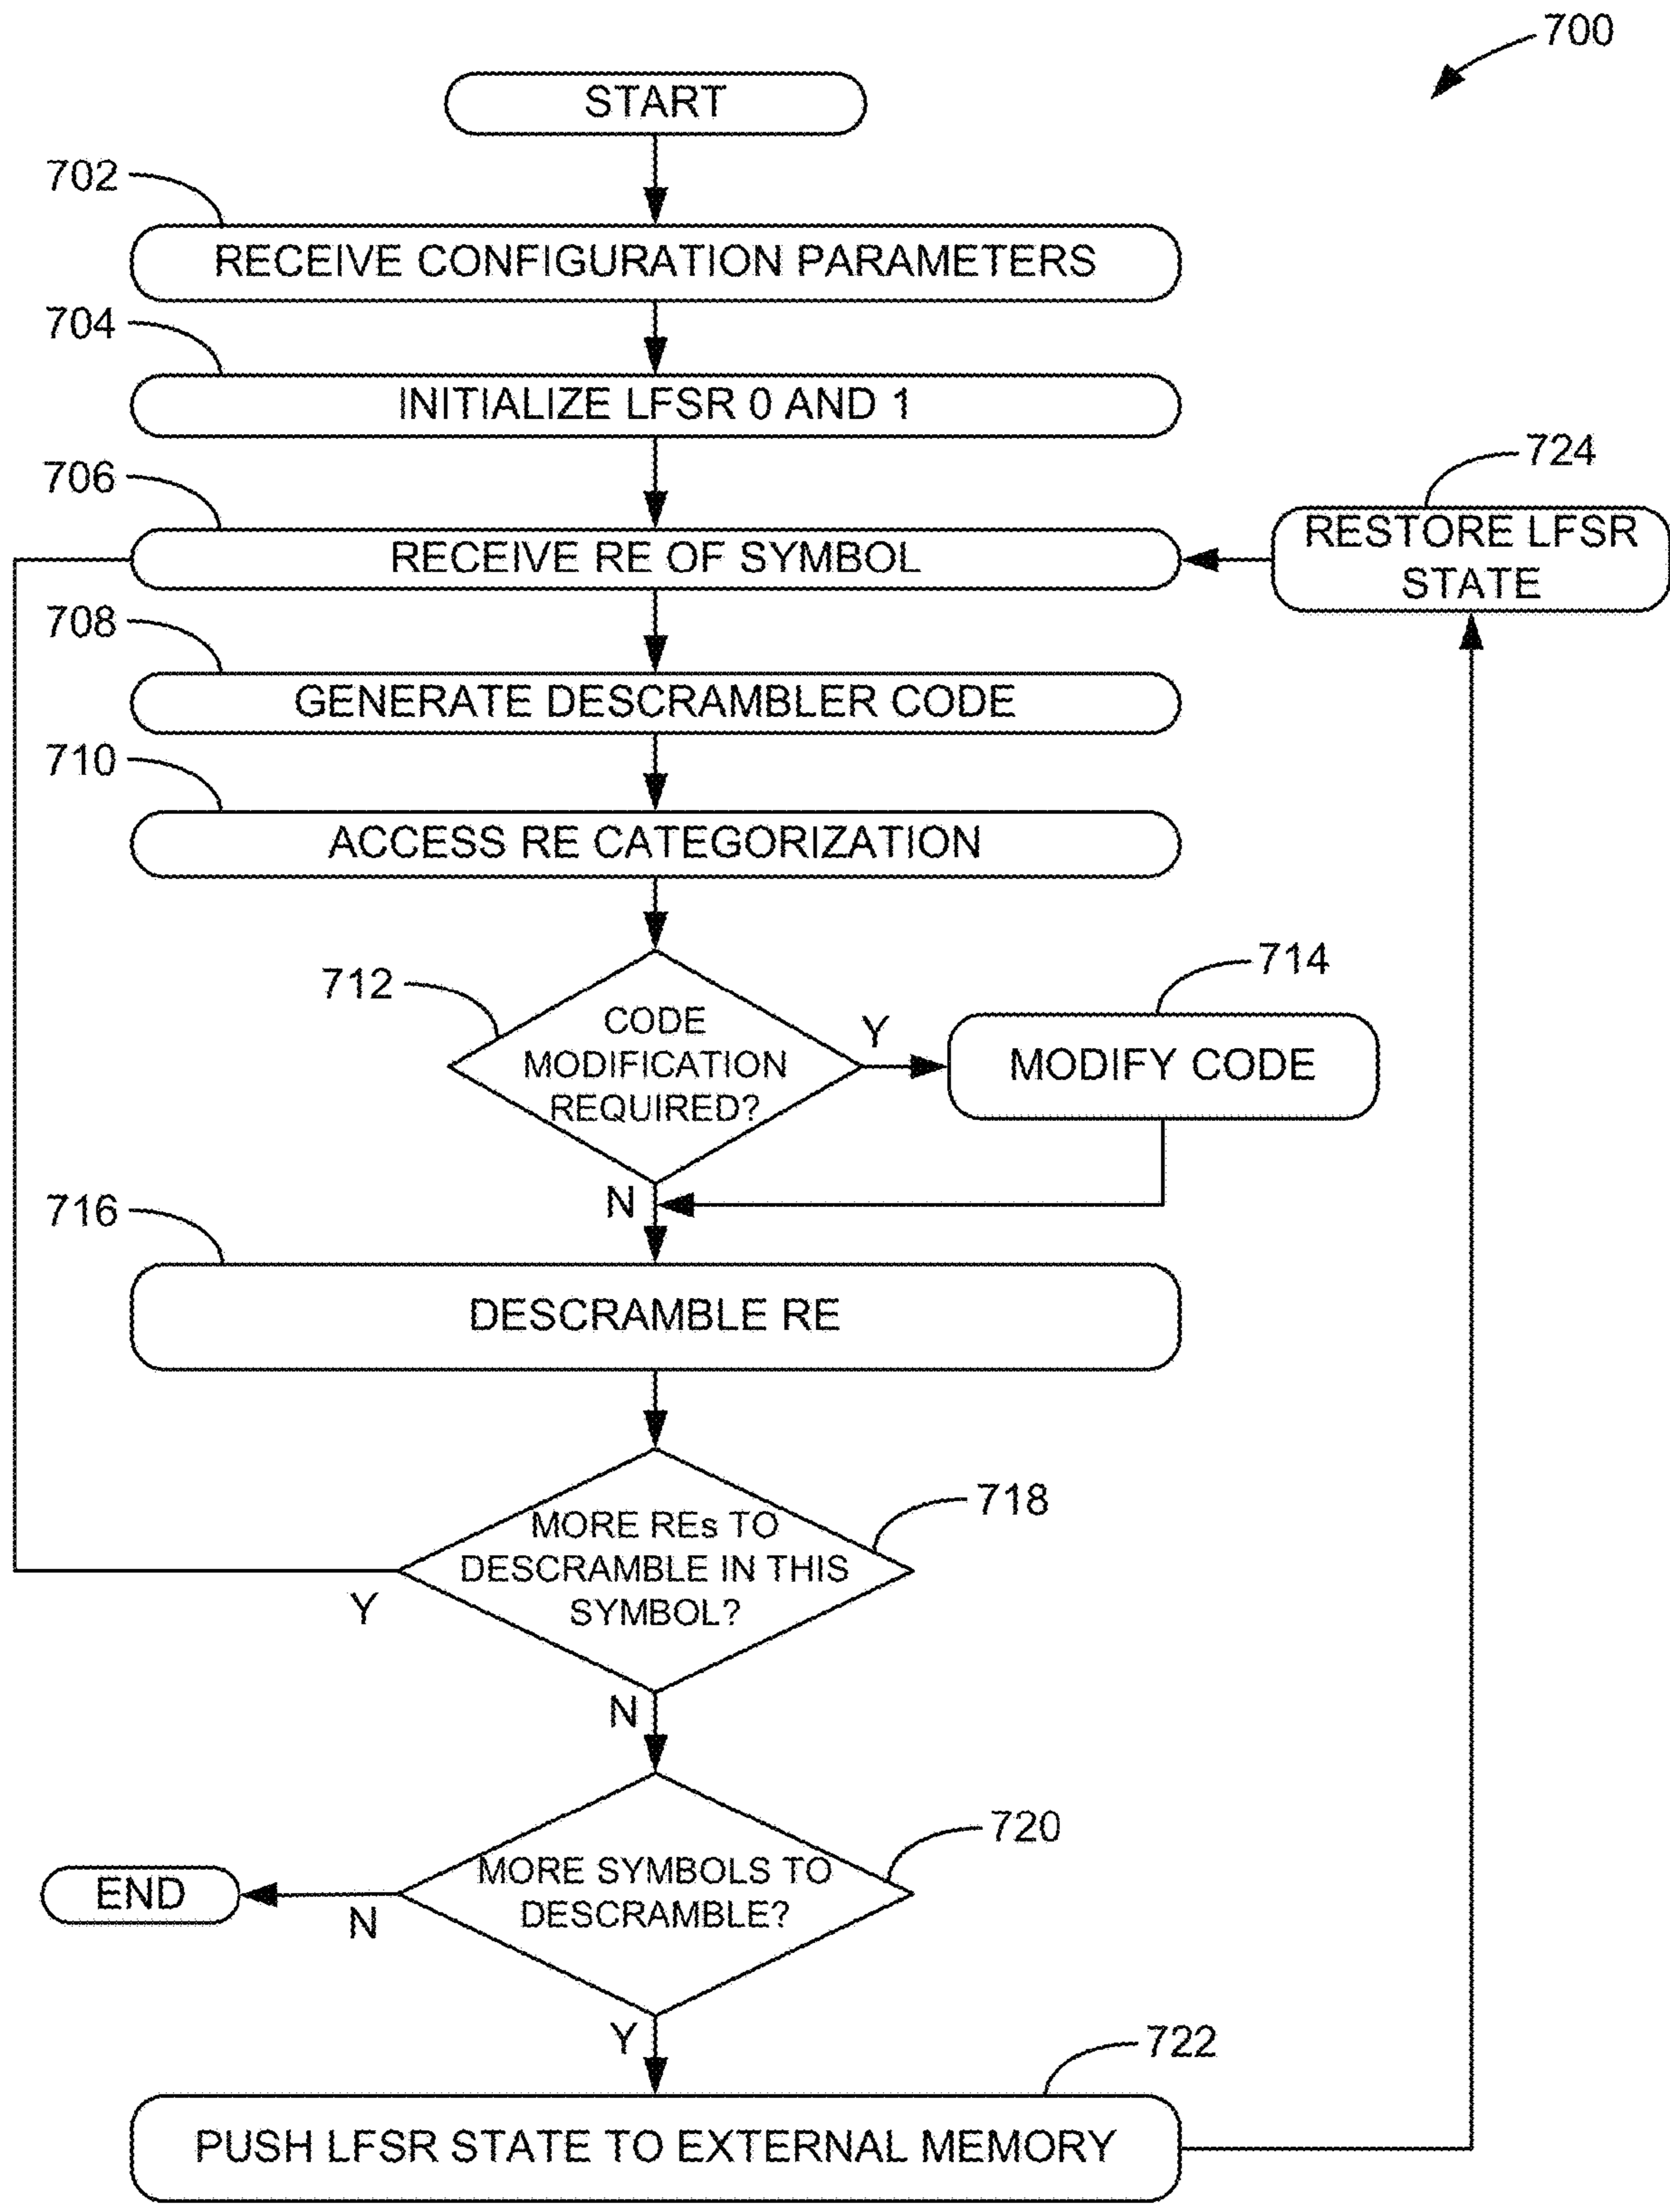 700
START
702
RECEIVE CONFIGURATION PARAMETERS
704
INITIALIZE LFSR 0 AND 1
706
724
RECEIVE RE OF SYMBOL
RESTORE LFSR
STATE
708
GENERATE DESCRAMBLER CODE
710
ACCESS RE CATEGORIZATION
712
714
CODE
MODIFICATION
REQUIRED?
Y
MODIFY CODE
N
716
DESCRAMBLE RE
718
MORE REs TO
DESCRAMBLE IN THIS
SYMBOL?
Y
N
720
MORE SYMBOLS TO
DESCRAMBLE?
END
N
Y
722
PUSH LFSR STATE TO EXTERNAL MEMORY